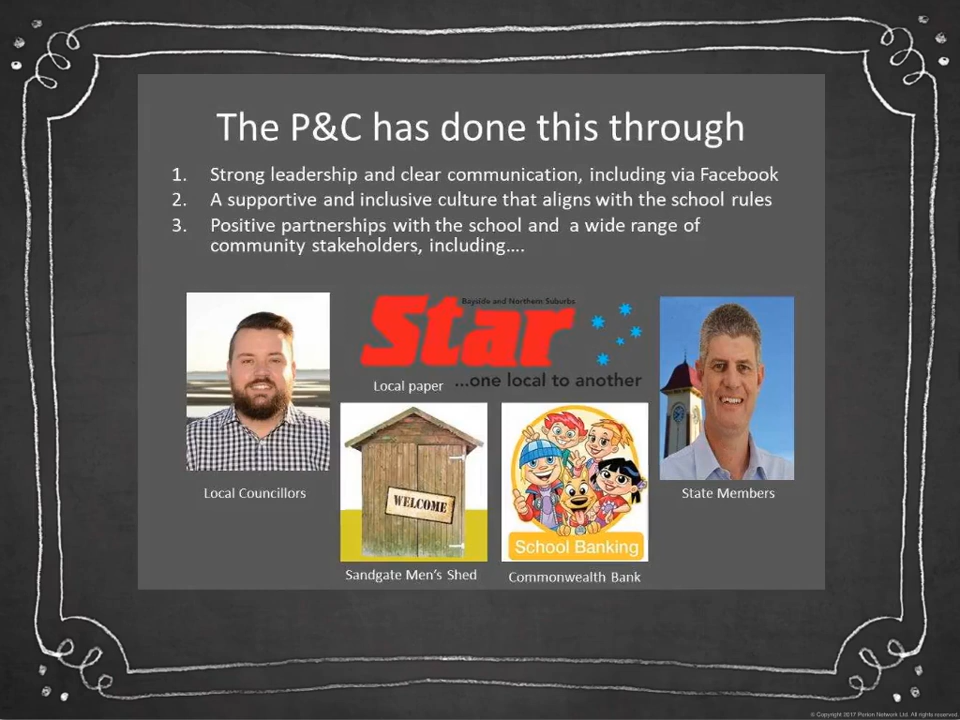 The P&C has done this through
1. Strong leadership and clear communication, including via Facebook
2. A supportive and inclusive culture that aligns with the school rules
3. Positive partnerships with the school and a wide range of
community stakeholders, including....
Bayside and Northern Suburbs
Star
...one local to another
Local paper
WELCOME
School Banking
Local Councillors
State Members
Sandgate Men's Shed
Commonwealth Bank
© Copyright 2017 Perion Network Ltd. All rights reserved.